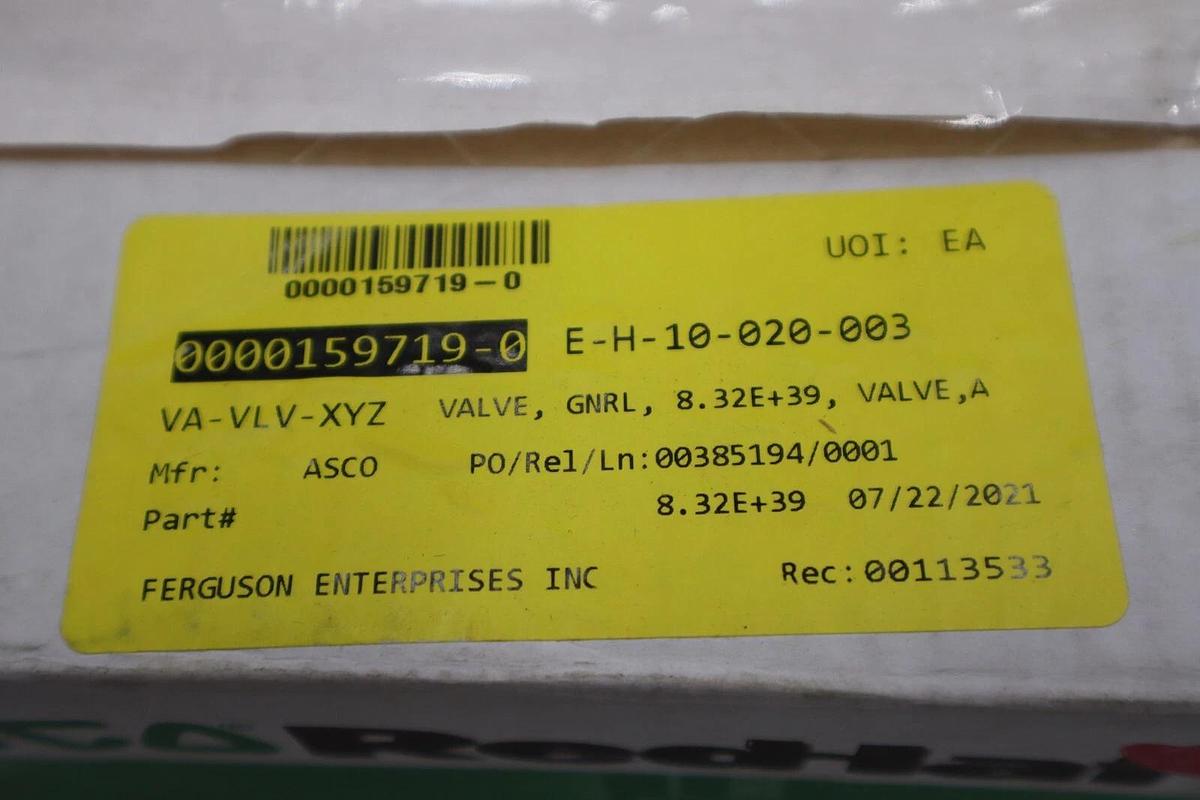 0000159719-0
UOI: EA
0000159719-0 E-H-10-020-003
VA-VLV-XYZ VALVE, GNRL, 8.32E+39, VALVE,A
Mfr: ASCO PO/Rel/Ln:00385194/0001
Part# 8.32E+39 07/22/2021
FERGUSON ENTERPRISES INC Rec:00113533